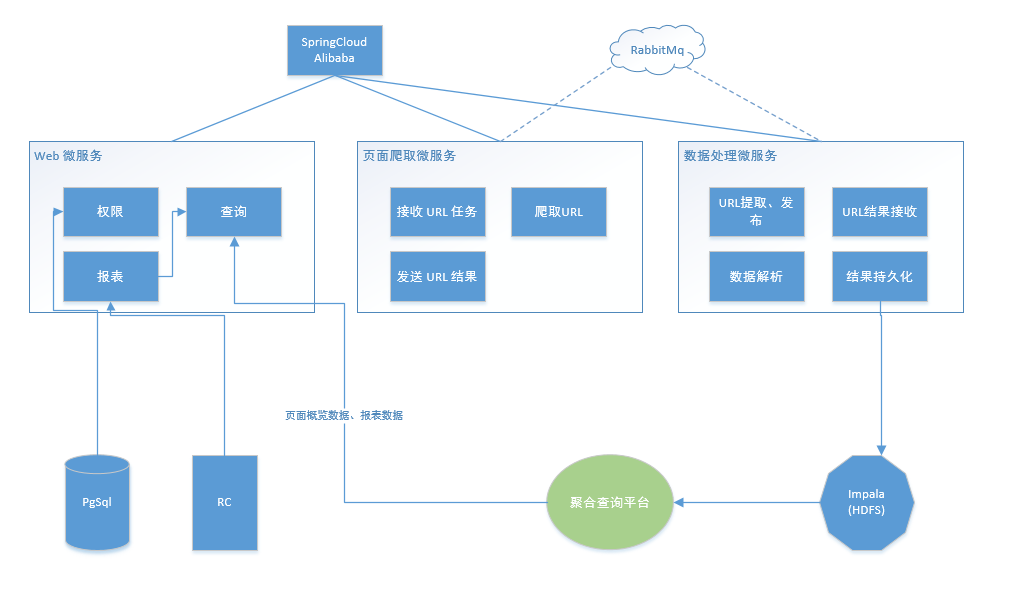 SpringCloud
Alibaba
RabbitMq
Web 微服务
权限
查询
报表
页面爬取微服务
接收 URL 任务
爬取URL
发送 URL 结果
数据处理微服务
URL提取、发
布
URL结果接收
数据解析
结果持久化
页面概览数据、报表数据
PgSql
RC
聚合查询平台
Impala
(HDFS)